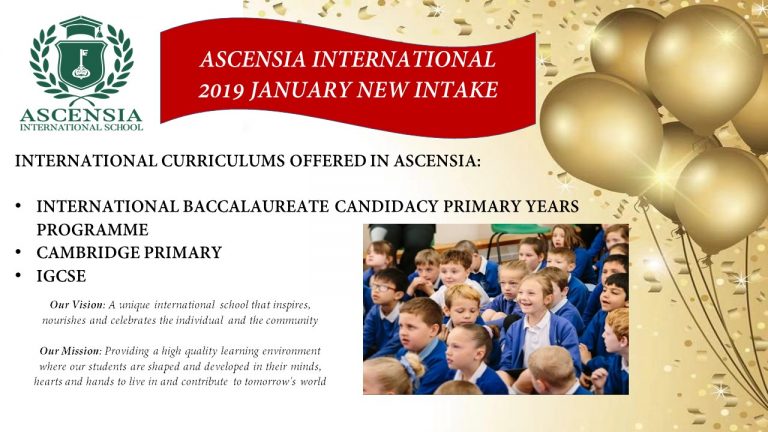 ASCENSIA
INTERNATIONAL SCHOOL
ASCENSIA INTERNATIONAL
2019 JANUARY NEW INTAKE
INTERNATIONAL CURRICULUMS OFFERED IN ASCENSIA:
• INTERNATIONAL BACCALAUREATE CANDIDACY PRIMARY YEARS
PROGRAMME
• CAMBRIDGE PRIMARY
• IGCSE
Our Vision: A unique international school that inspires,
nourishes and celebrates the individual and the community
Our Mission: Providing a high quality learning environment
where our students are shaped and developed in their minds,
hearts and hands to live in and contribute to tomorrow's world